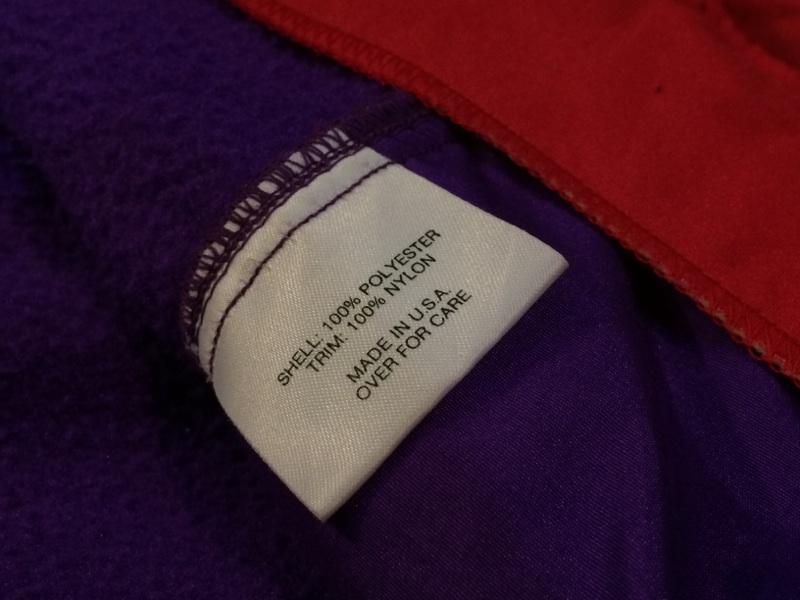 SHELL: 100% POLYESTER
TRIM: 100% NYLON
MADE IN U.S.A.
OVER FOR CARE